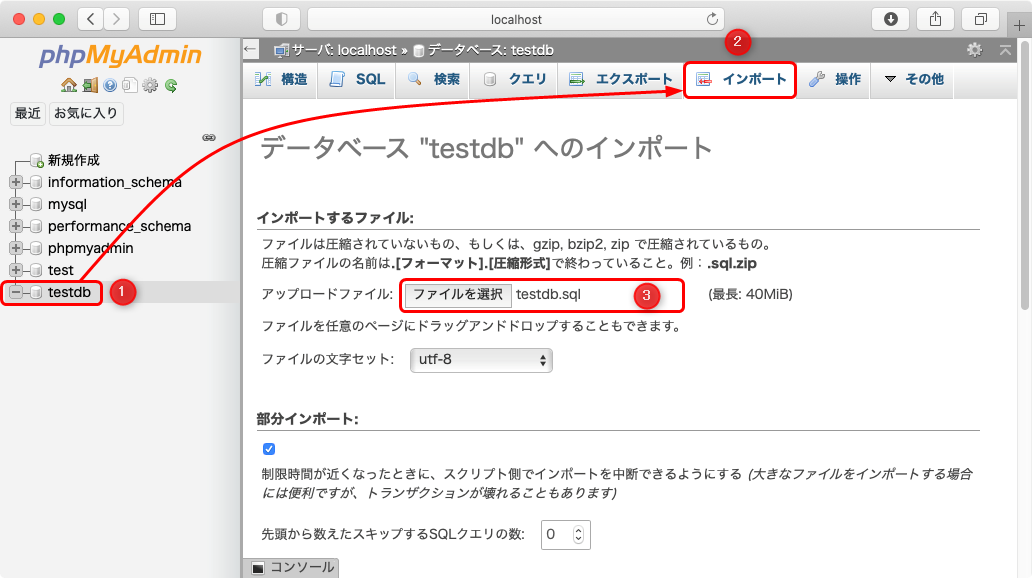 localhost
phpMyAdmin
最近 お気に入り
新規作成
information_schema
mysql
performance_schema
phpmyadmin
test
testdb
1
サーバ: localhost » データベース: testdb
2
構造 SQL 検索 クエリ エクスポート インポート 操作 その他
データベース "testdb" へのインポート
インポートするファイル:
ファイルは圧縮されていないもの、もしくは、gzip, bzip2, zip で圧縮されているもの。
圧縮ファイルの名前は.[フォーマット].[圧縮形式]で終わっていること。例：.sql.zip
アップロードファイル: ファイルを選択 testdb.sql 3 (最長: 40MiB)
ファイルを任意のページにドラッグアンドドロップすることもできます。
ファイルの文字セット: utf-8
部分インポート:
制限時間が近くなったときに、スクリプト側でインポートを中断できるようにする (大きなファイルをインポートする場合
には便利ですが、トランザクションが壊れることもあります)
先頭から数えたスキップするSQLクエリの数: 0
コンソール